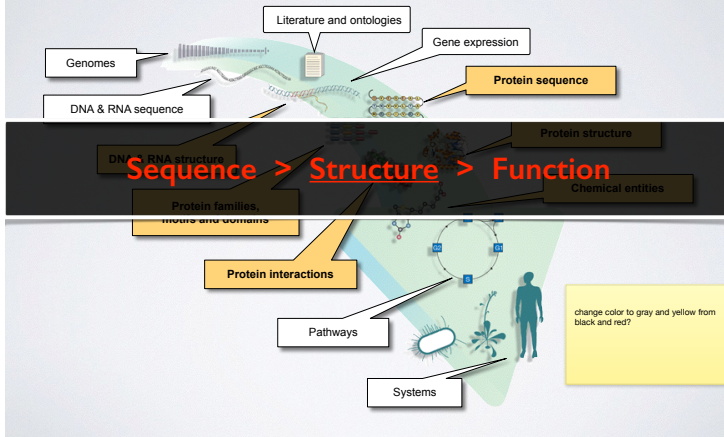 Literature and ontologies
Gene expression
Genomes
Protein sequence
DNA & RNA sequence
Protein structure
DNA & RNA structure
Sequence > Structure > Function
Chemical entities
Protein families,
motifs and domains
G2
G1
S
Protein interactions
change color to gray and yellow from
black and red?
Pathways
Systems